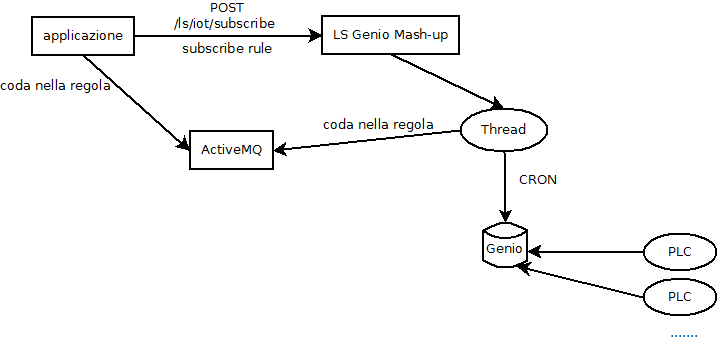 POST
/ls/iot/subscribe
applicazione
LS Genio Mash-up
subscribe rule
coda nella regola
coda nella regola
Thread
ActiveMQ
CRON
Genio
PLC
PLC
.......